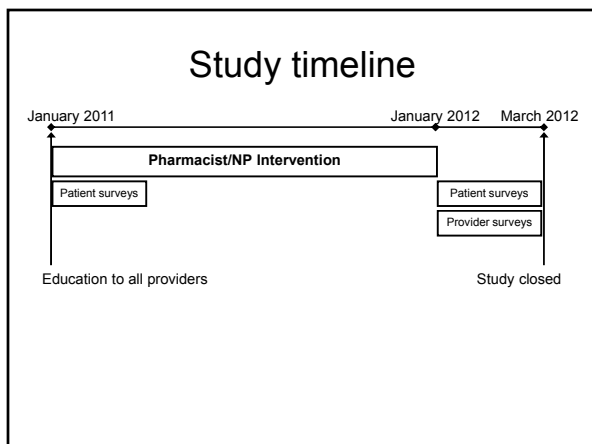 Study timeline
January 2011 January 2012 March 2012
Pharmacist/NP Intervention
Patient surveys Patient surveys
Provider surveys
Education to all providers Study closed